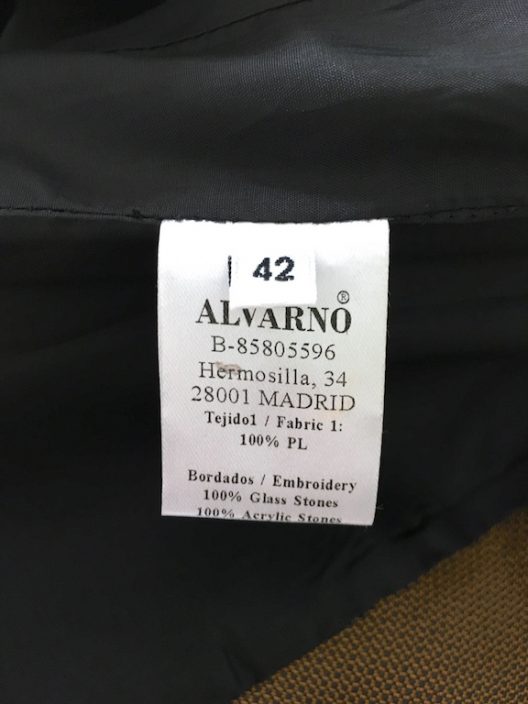 42
ALVARNO®
B-85805596
Hermosilla, 34
28001 MADRID
Tejido1 / Fabric 1:
100% PL
Bordados / Embroidery
100% Glass Stones
100% Acrylic Stones